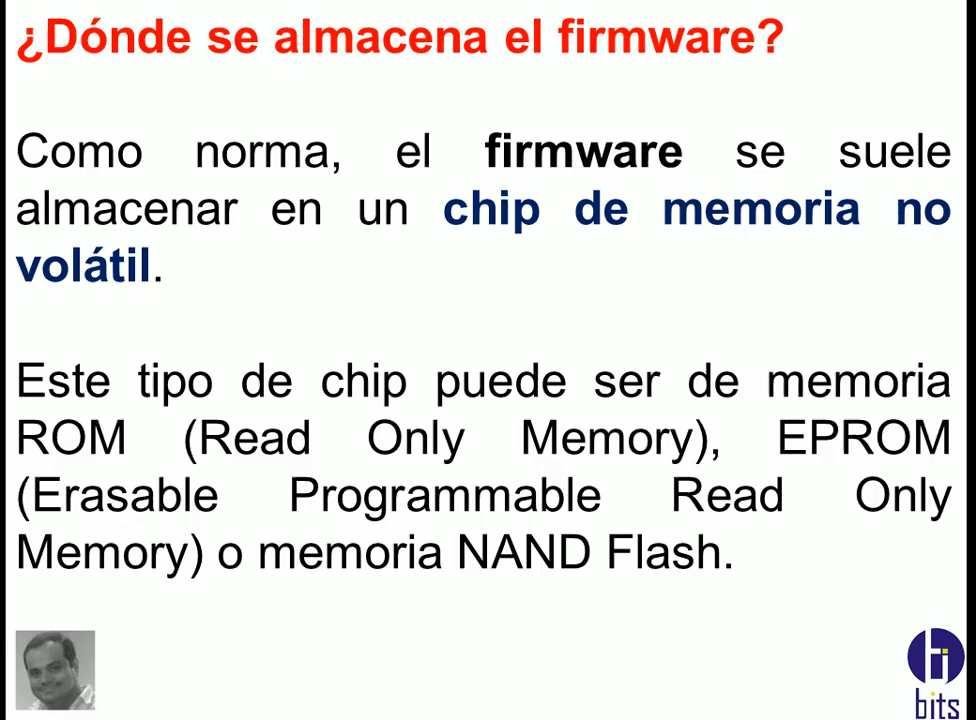 ¿Dónde se almacena el firmware?
Como norma, el firmware se suele
almacenar en un chip de memoria no
volátil.
Este tipo de chip puede ser de memoria
ROM (Read Only Memory), EPROM
(Erasable Programmable Read Only
Memory) o memoria NAND Flash.
bits